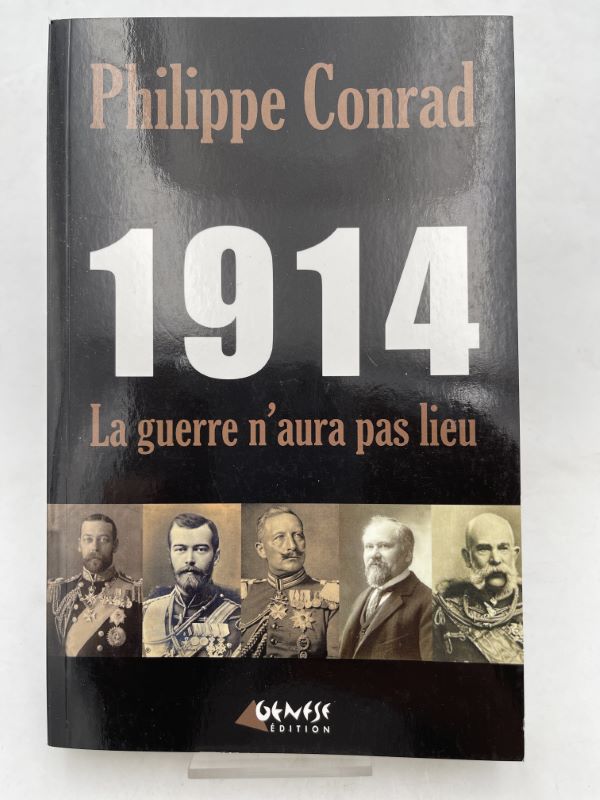 Philippe Conrad
1914
La guerre n'aura pas lieu
GENESE
ÉDITION